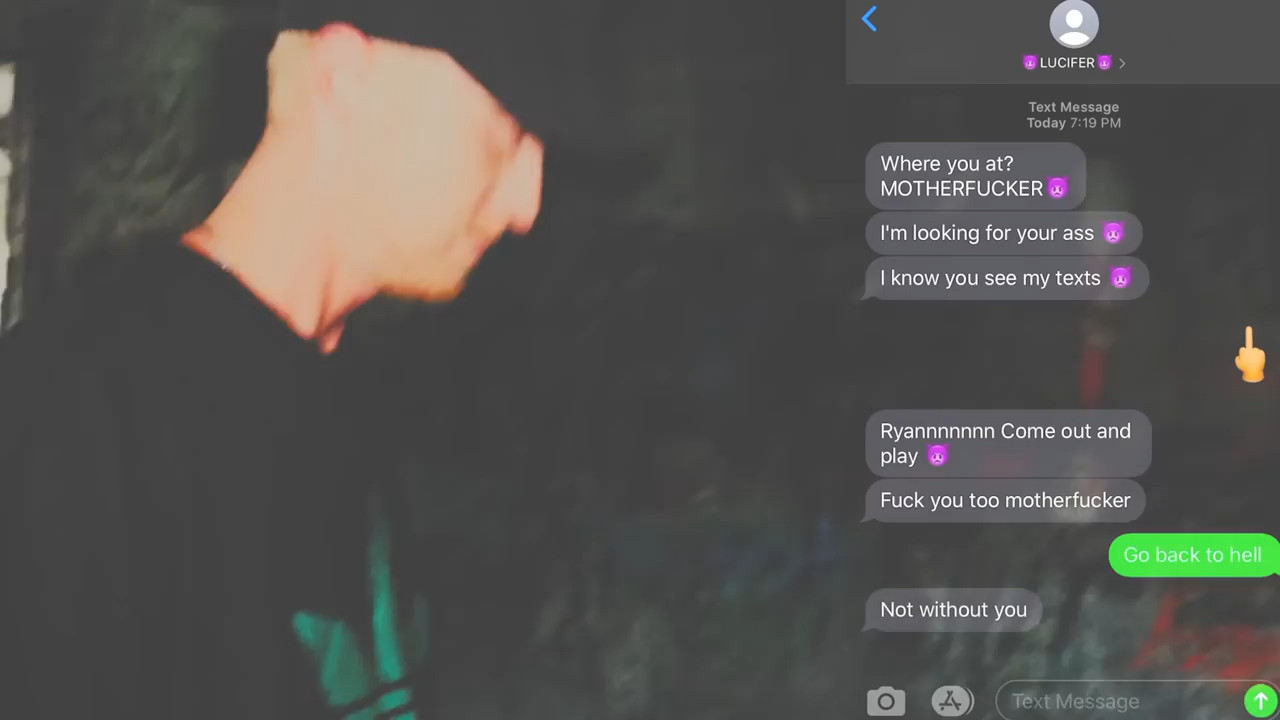 😈LUCIFER😈
Text Message
Today 7:19 PM
Where you at?
MOTHERFUCKER👿
I'm looking for your ass 👿
I know you see my texts 👿
🖕
Ryannnnnnn Come out and
play 👿
Fuck you too motherfucker
Go back to hell
Not without you
Text Message